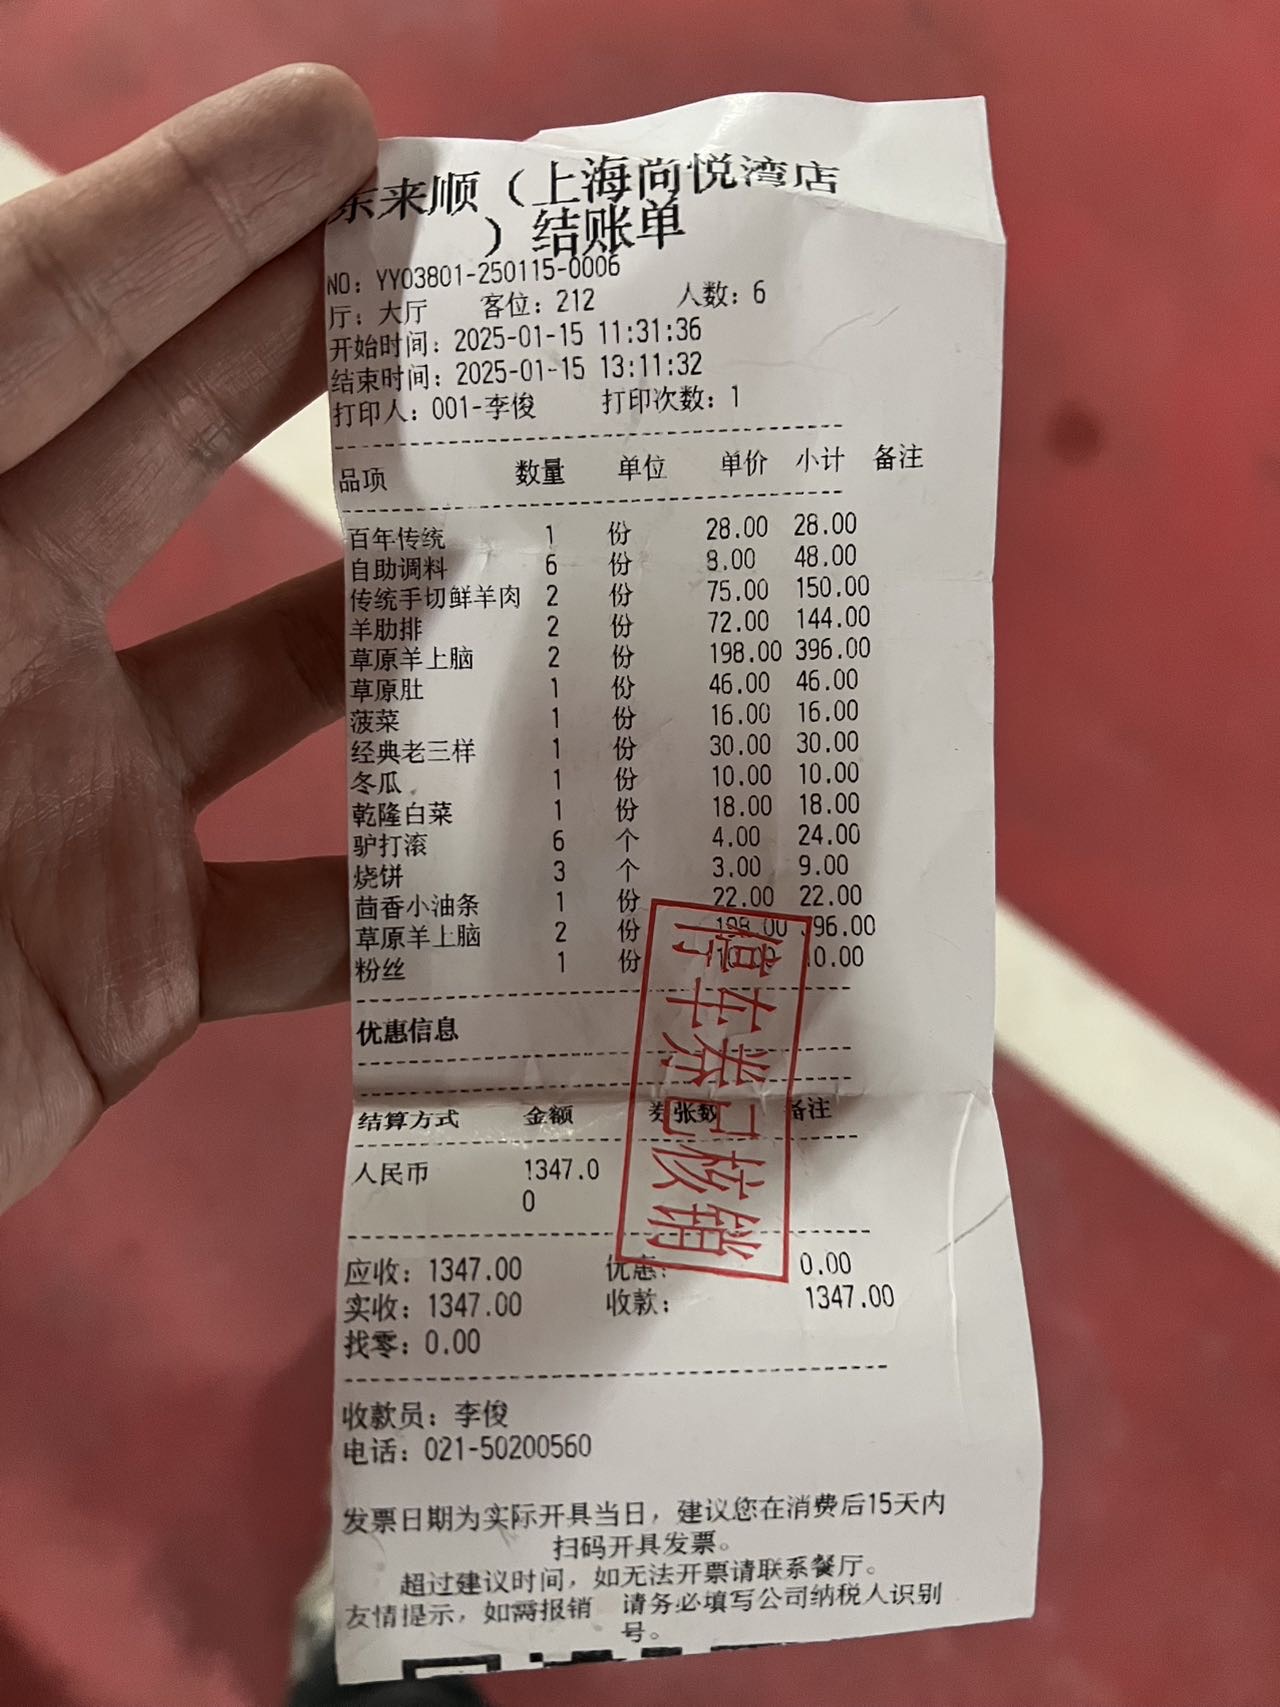 东来顺（上海尚悦湾店
）结账单
NO：YY03801-250115-0006
厅：大厅 客位：212 人数：6
开始时间：2025-01-15 11:31:36
结束时间：2025-01-15 13:11:32
打印人：001-李俊 打印次数：1
品项 数量 单位 单价 小计 备注
百年传统 1 份 28.00 28.00
自助调料 6 份 8.00 48.00
传统手切鲜羊肉 2 份 75.00 150.00
羊肋排 2 份 72.00 144.00
草原羊上脑 2 份 198.00 396.00
草原肚 1 份 46.00 46.00
菠菜 1 份 16.00 16.00
经典老三样 1 份 30.00 30.00
冬瓜 1 份 10.00 10.00
乾隆白菜 1 份 18.00 18.00
驴打滚 6 个 4.00 24.00
烧饼 3 个 3.00 9.00
茴香小油条 1 份 22.00 22.00
草原羊上脑 2 份 198.00 396.00
粉丝 1 份
停车券已核销
优惠信息
结算方式 金额 张数 备注
人民币 1347.0
0
应收：1347.00 优惠： 0.00
实收：1347.00 收款： 1347.00
找零：0.00
收款员：李俊
电话：021-50200560
发票日期为实际开具当日，建议您在消费后15天内
扫码开具发票。
超过建议时间，如无法开票请联系餐厅。
友情提示，如需报销 请务必填写公司纳税人识别
号。